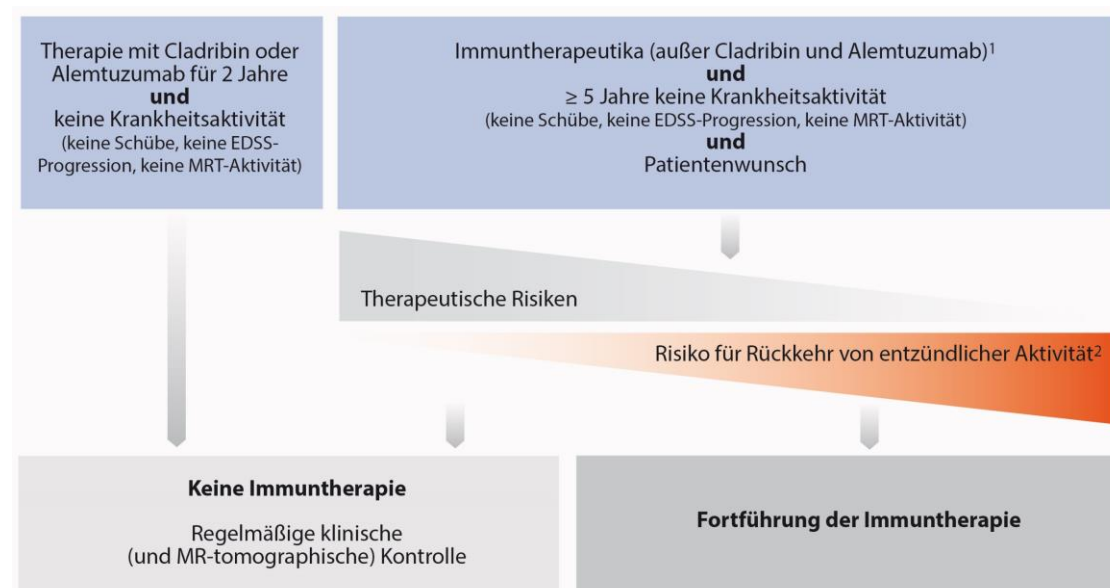 Therapie mit Cladribin oder
Alemtuzumab für 2 Jahre
und
keine Krankheitsaktivität
(keine Schübe, keine EDSS-
Progression, keine MRT-Aktivität)
Immuntherapeutika (außer Cladribin und Alemtuzumab)¹
und
≥ 5 Jahre keine Krankheitsaktivität
(keine Schübe, keine EDSS-Progression, keine MRT-Aktivität)
und
Patientenwunsch
Therapeutische Risiken
Risiko für Rückkehr von entzündlicher Aktivität²
Keine Immuntherapie
Regelmäßige klinische
(und MR-tomographische) Kontrolle
Fortführung der Immuntherapie